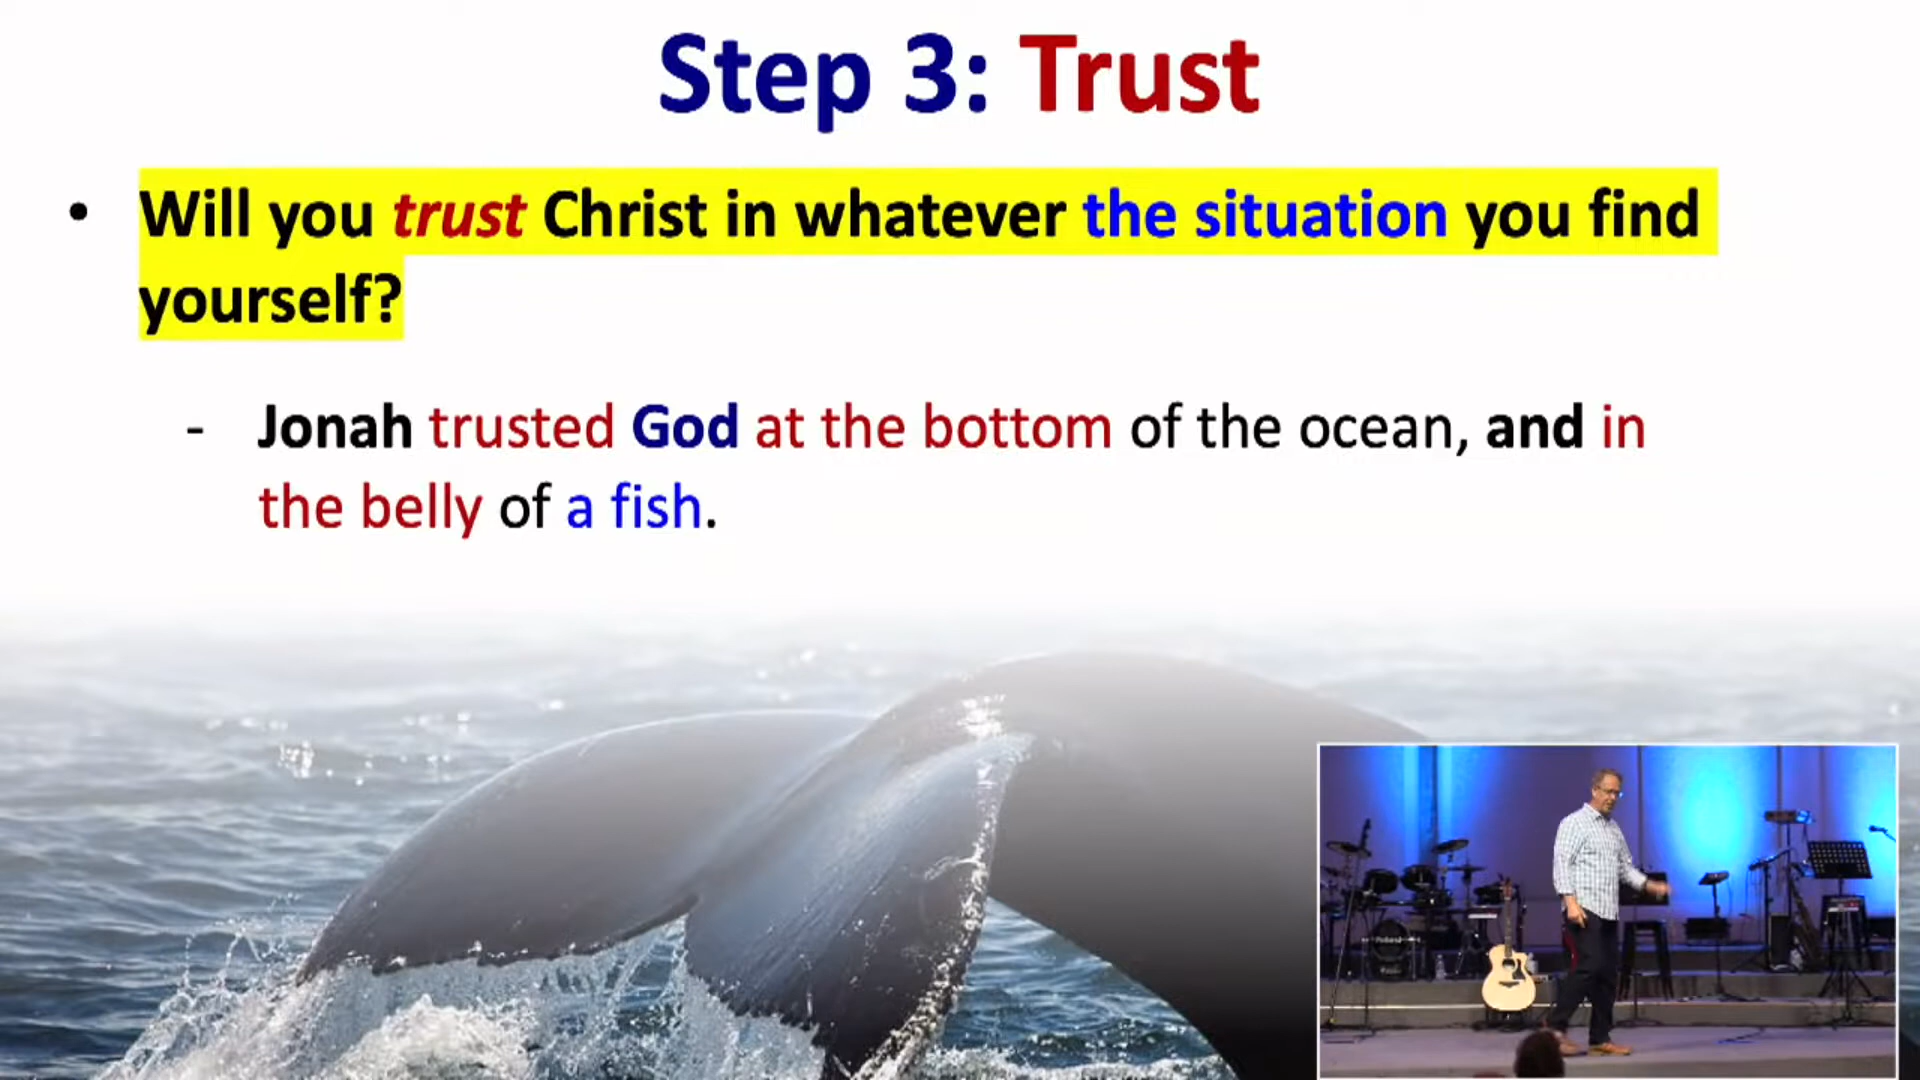 Step 3: Trust
• Will you trust Christ in whatever the situation you find
yourself?
- Jonah trusted God at the bottom of the ocean, and in
the belly of a fish.